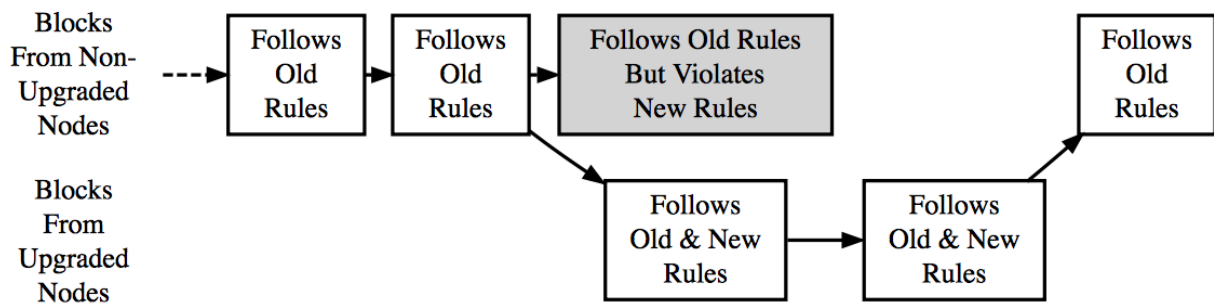 Blocks
From Non-
Upgraded
Nodes
Follows
Old
Rules
Follows
Old
Rules
Follows Old Rules
But Violates
New Rules
Follows
Old
Rules
Blocks
From
Upgraded
Nodes
Follows
Old & New
Rules
Follows
Old & New
Rules